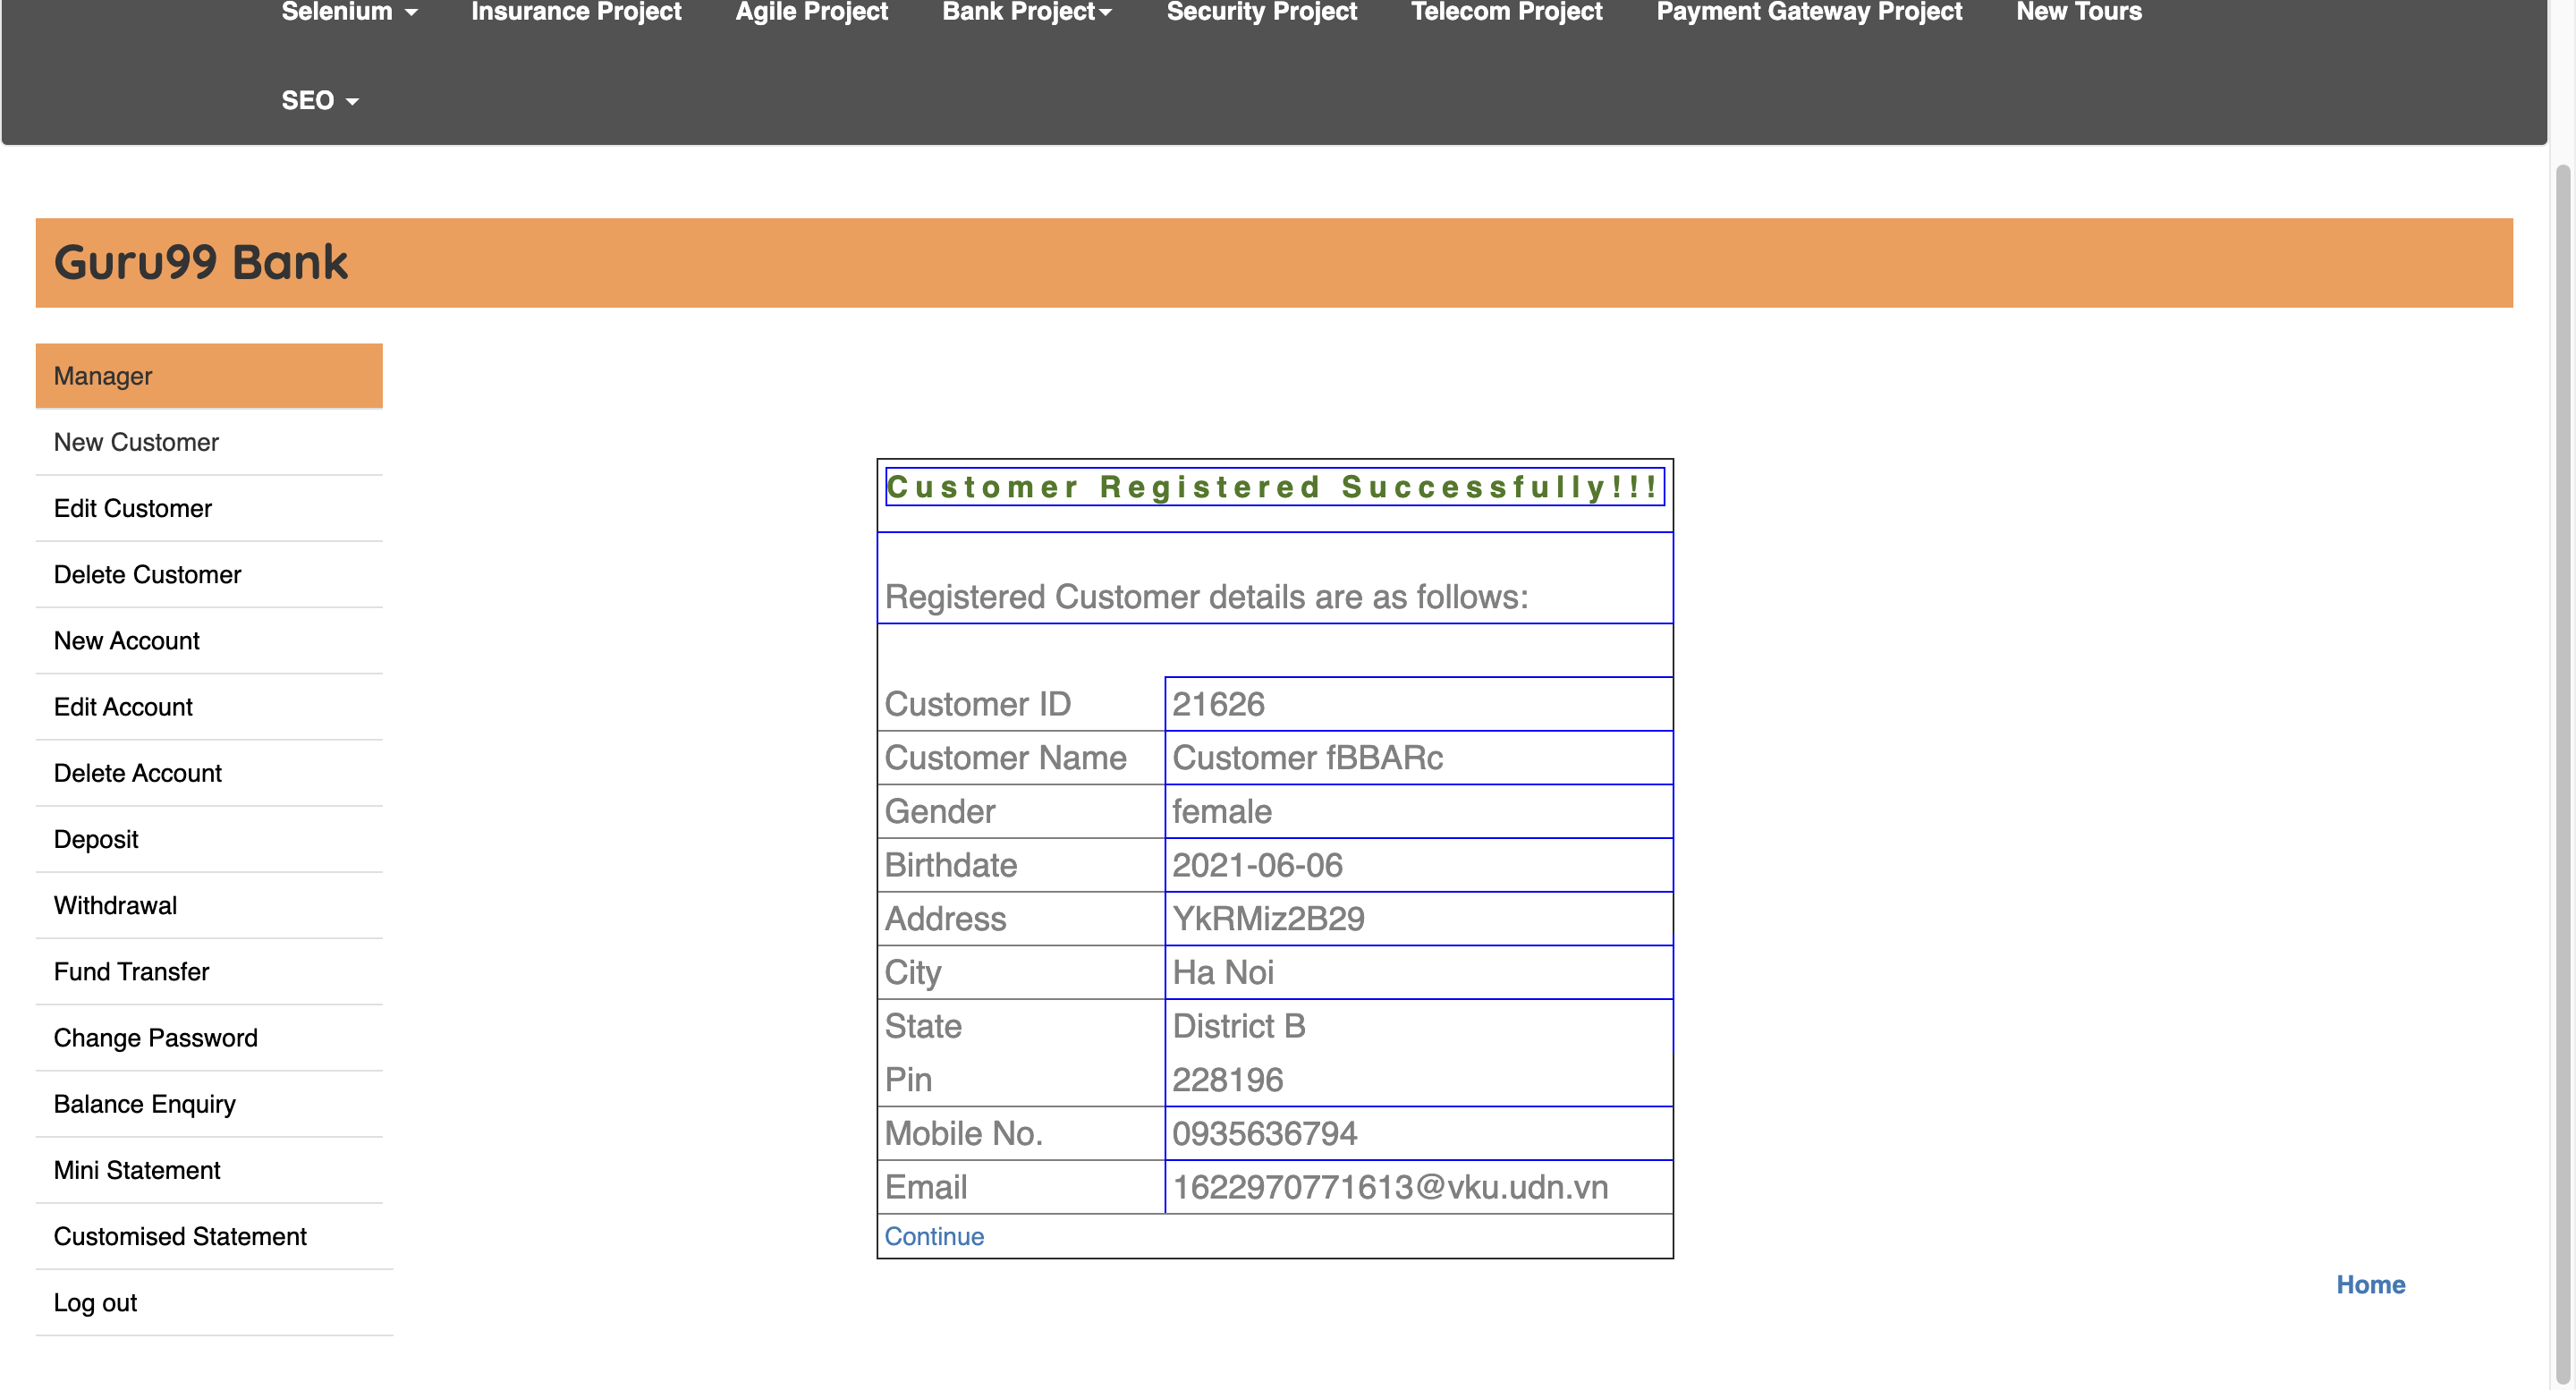 Selenium Insurance Project Agile Project Bank Project Security Project Telecom Project Payment Gateway Project New Tours
SEO
Guru99 Bank
Manager
New Customer
Edit Customer
Delete Customer
New Account
Edit Account
Delete Account
Deposit
Withdrawal
Fund Transfer
Change Password
Balance Enquiry
Mini Statement
Customised Statement
Log out
Customer Registered Successfully!!!
Registered Customer details are as follows:
Customer ID 21626
Customer Name Customer fBBARc
Gender female
Birthdate 2021-06-06
Address YkRMiz2B29
City Ha Noi
State District B
Pin 228196
Mobile No. 0935636794
Email 1622970771613@vku.udn.vn
Continue
Home